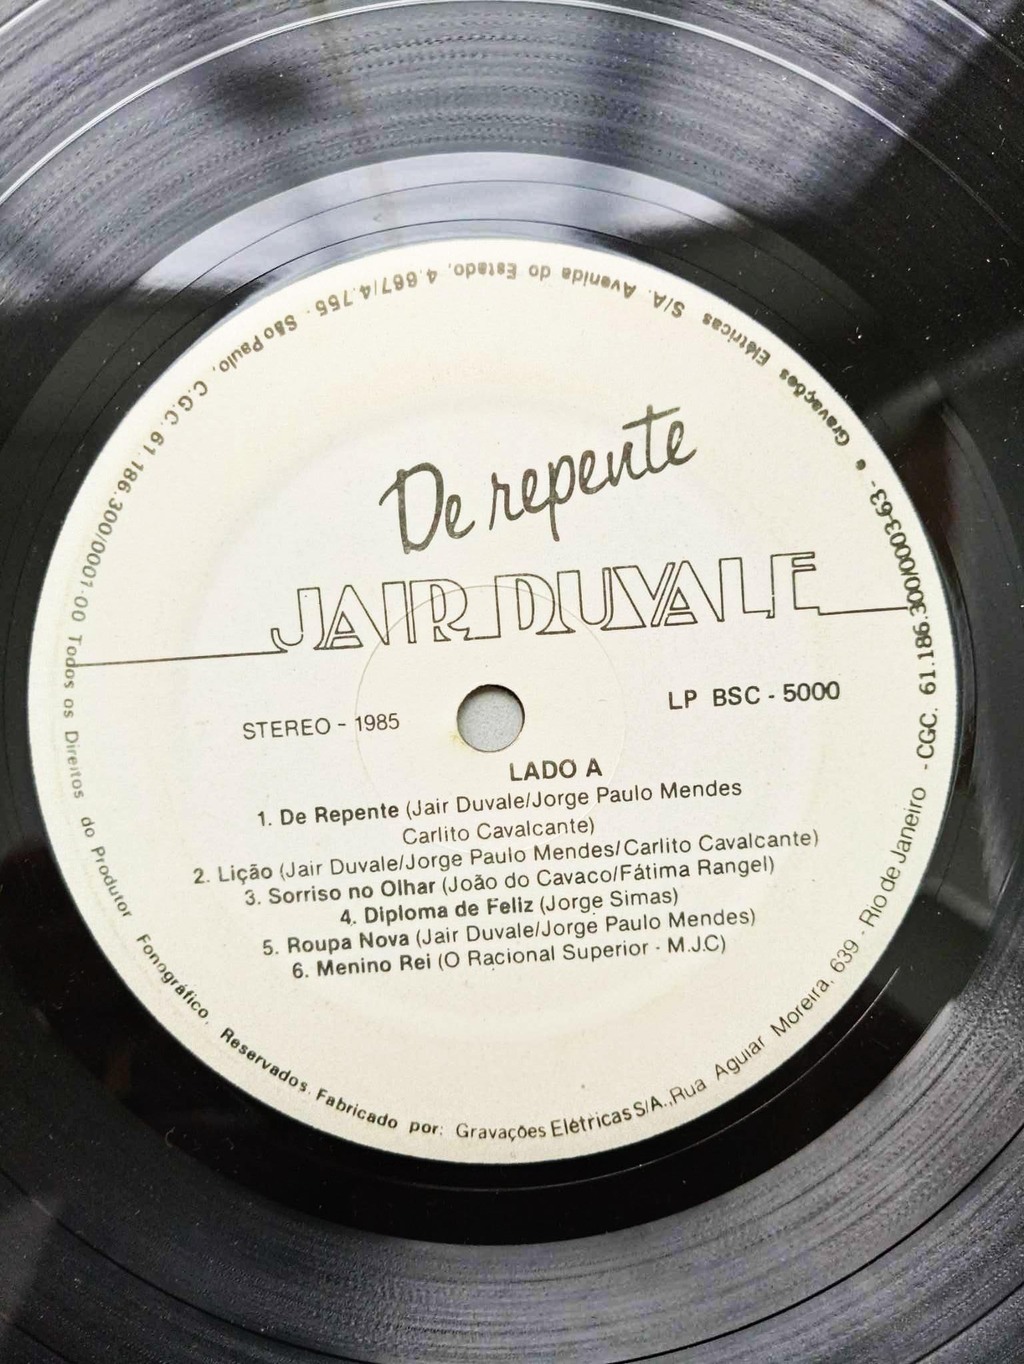 De repente
JAIR DUVALE
STEREO - 1985
LP BSC - 5000
LADO A
1. De Repente (Jair Duvale/Jorge Paulo Mendes
Carlito Cavalcante)
2. Lição (Jair Duvale/Jorge Paulo Mendes/Carlito Cavalcante)
3. Sorriso no Olhar (João do Cavaco/Fátima Rangel)
4. Diploma de Feliz (Jorge Simas)
5. Roupa Nova (Jair Duvale/Jorge Paulo Mendes)
6. Menino Rei (O Racional Superior - M.J.C)
Gravações Elétricas S/A. Avenida do Estado, 4.667/4.755 - São Paulo, C.G.C. 61.186.300/0001-00 Todos os Direitos do Produtor Fonográfico, Reservados. Fabricado por: Gravações Elétricas S/A., Rua Aguiar Moreira, 639 - Rio de Janeiro - CGC. 61.186.300/0003-63 -